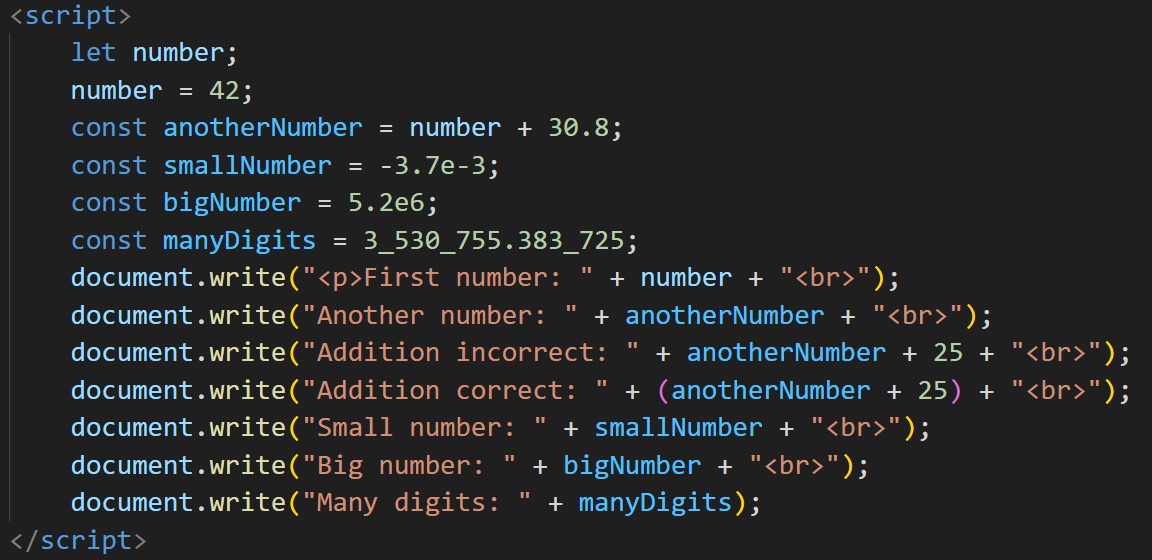 <script>
    let number;
    number = 42;
    const anotherNumber = number + 30.8;
    const smallNumber = -3.7e-3;
    const bigNumber = 5.2e6;
    const manyDigits = 3_530_755.383_725;
    document.write("<p>First number: " + number + "<br>");
    document.write("Another number: " + anotherNumber + "<br>");
    document.write("Addition incorrect: " + anotherNumber + 25 + "<br>");
    document.write("Addition correct: " + (anotherNumber + 25) + "<br>");
    document.write("Small number: " + smallNumber + "<br>");
    document.write("Big number: " + bigNumber + "<br>");
    document.write("Many digits: " + manyDigits);
</script>